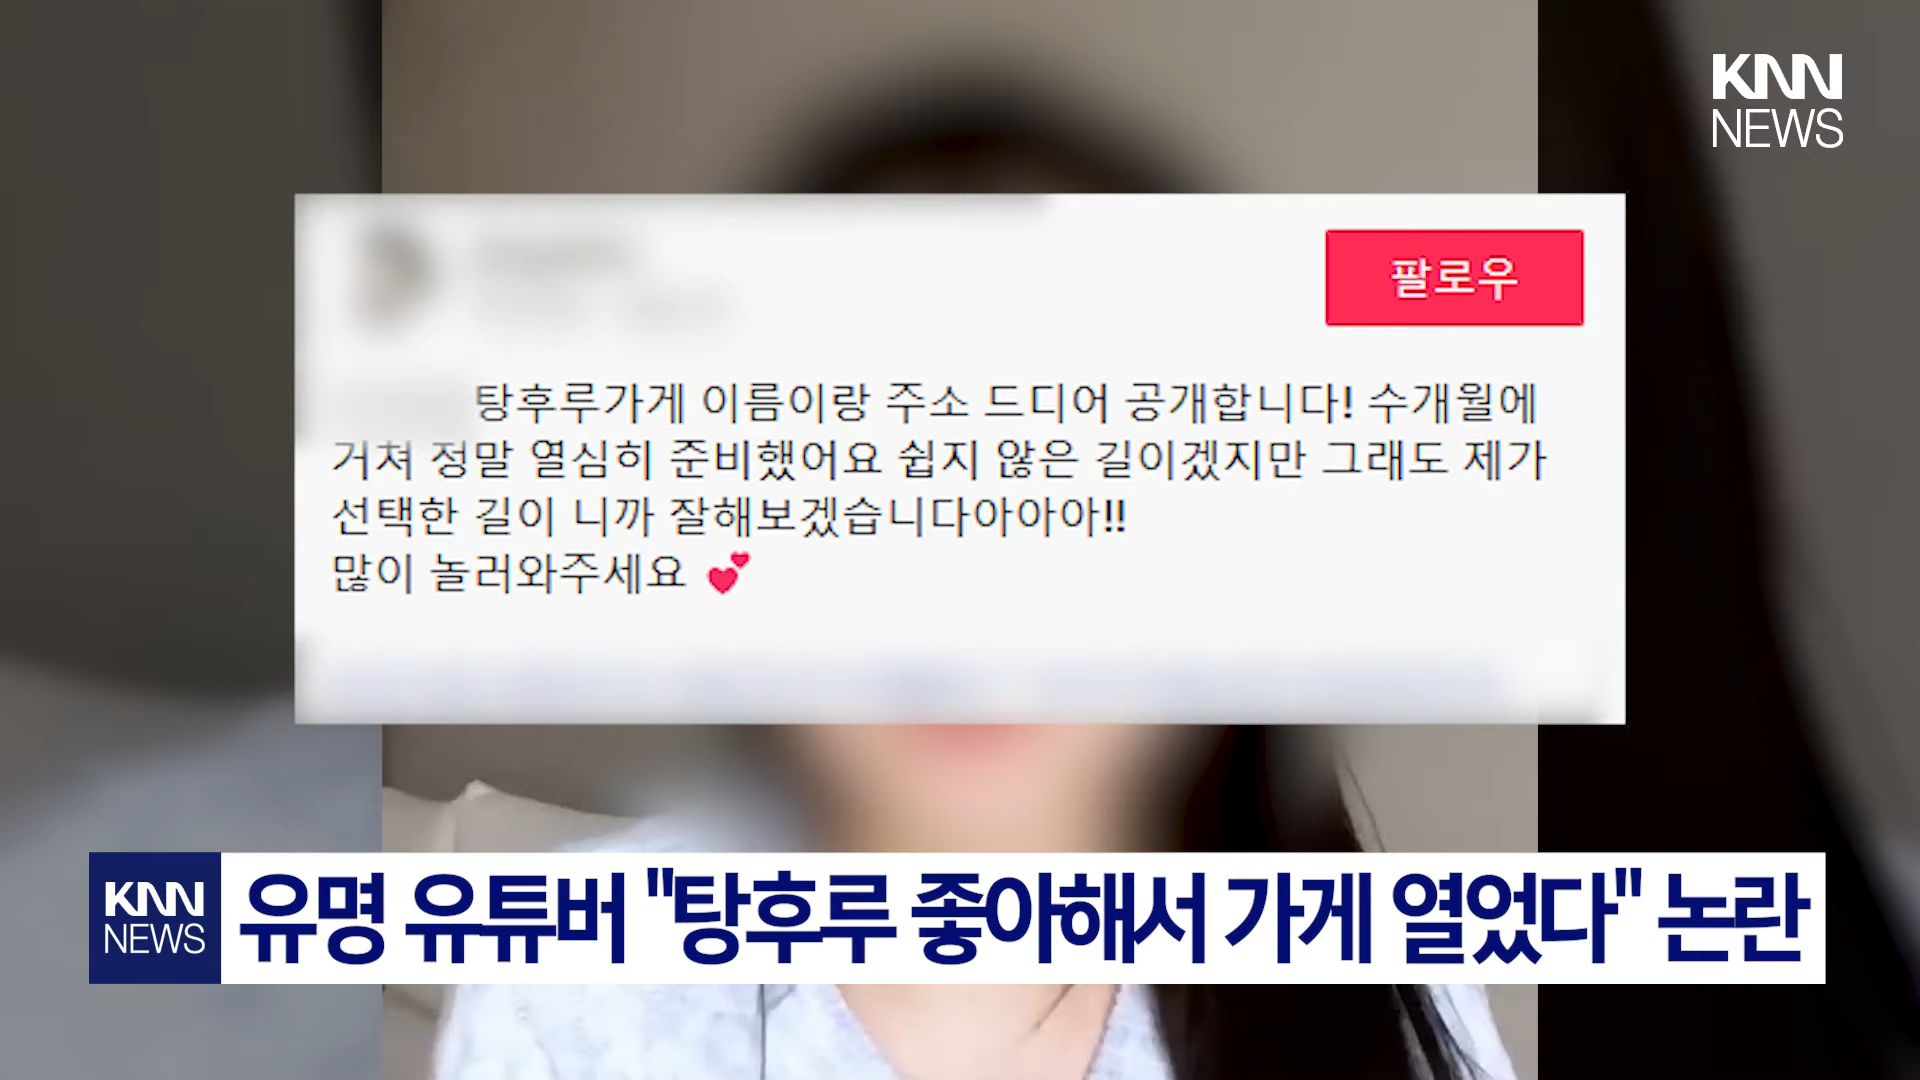 KNN
NEWS
팔로우
탕후루가게 이름이랑 주소 드디어 공개합니다! 수개월에
거쳐 정말 열심히 준비했어요 쉽지 않은 길이겠지만 그래도 제가
선택한 길이 니까 잘해보겠습니다아아아!!
많이 놀러와주세요 💕
KNN
NEWS
유명 유튜버 "탕후루 좋아해서 가게 열었다" 논란